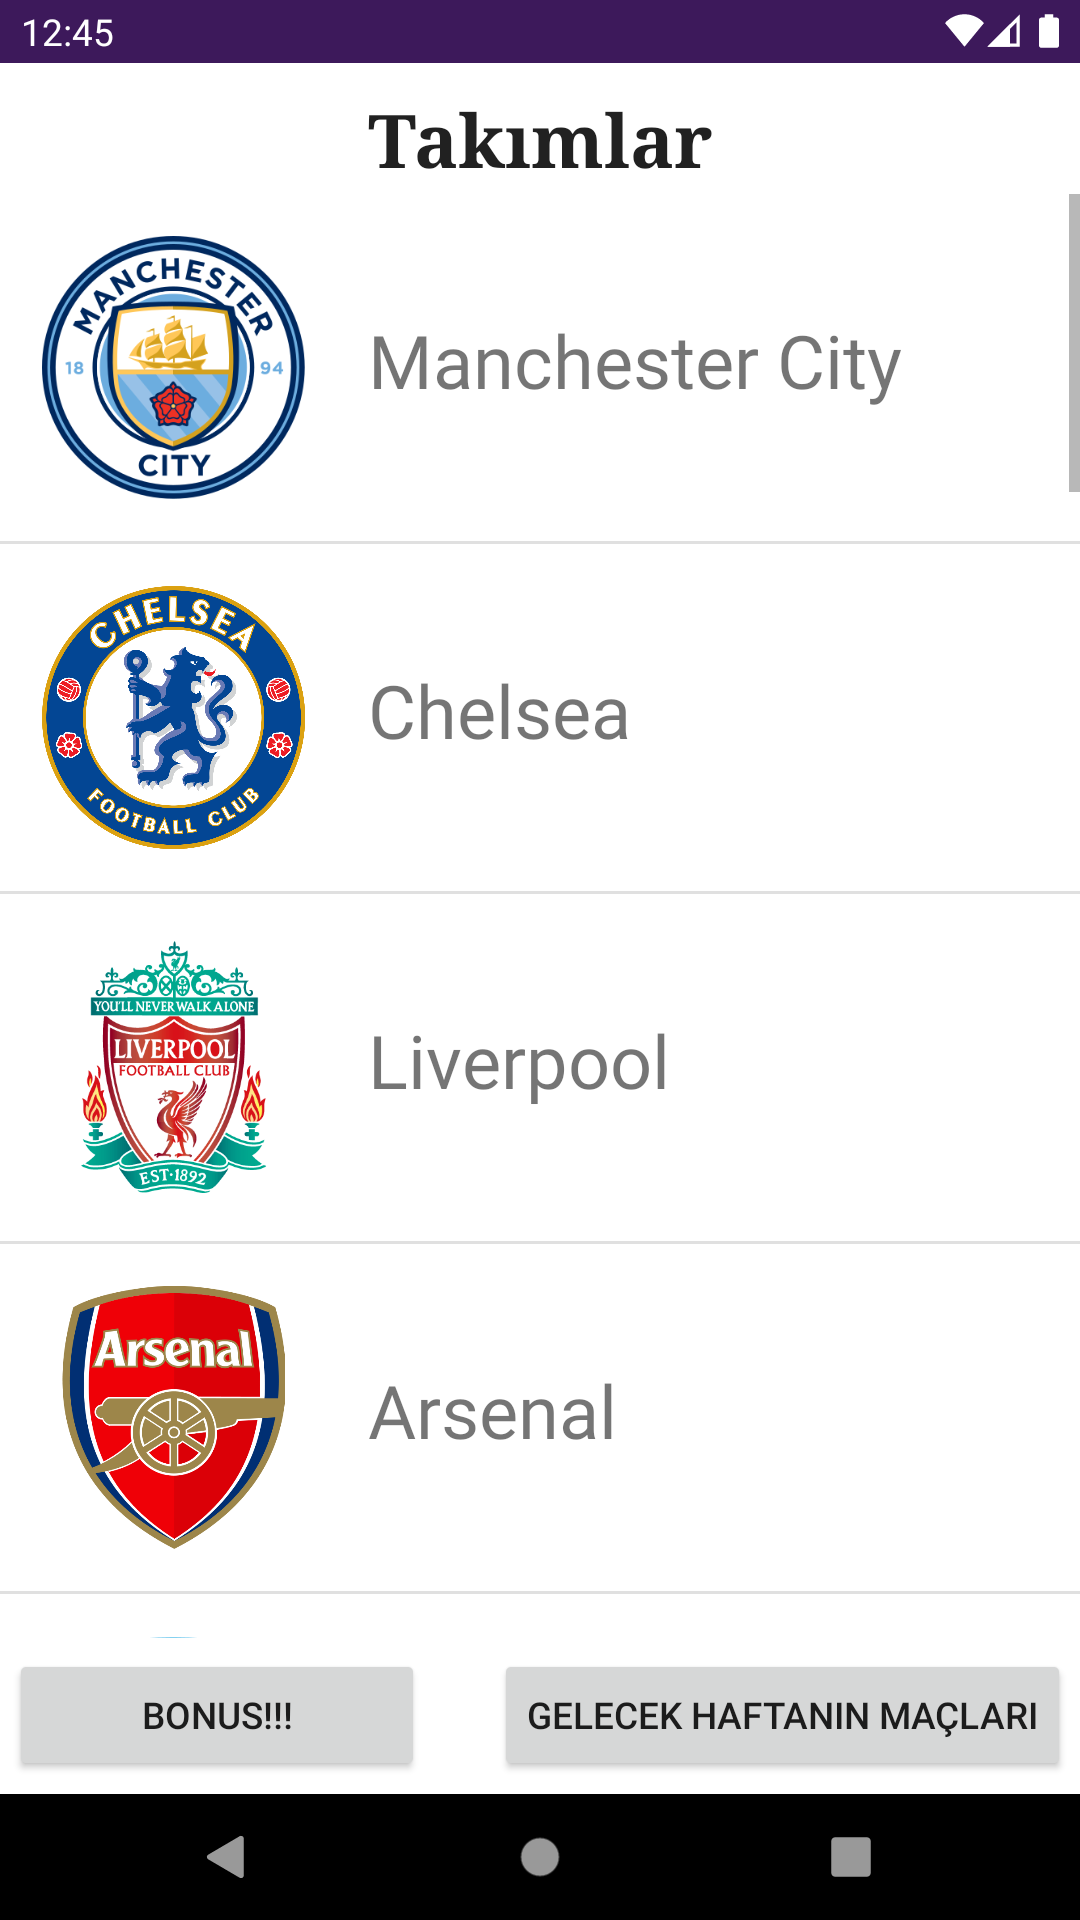 12:45
Takımlar
MANCHESTER
18 94
CITY
Manchester City
CHELSEA
FOOTBALL CLUB
Chelsea
YOU'LL NEVER WALK ALONE
LIVERPOOL
FOOTBALL CLUB
EST·1892
Liverpool
Arsenal
Arsenal
BONUS!!!
GELECEK HAFTANIN MAÇLARI